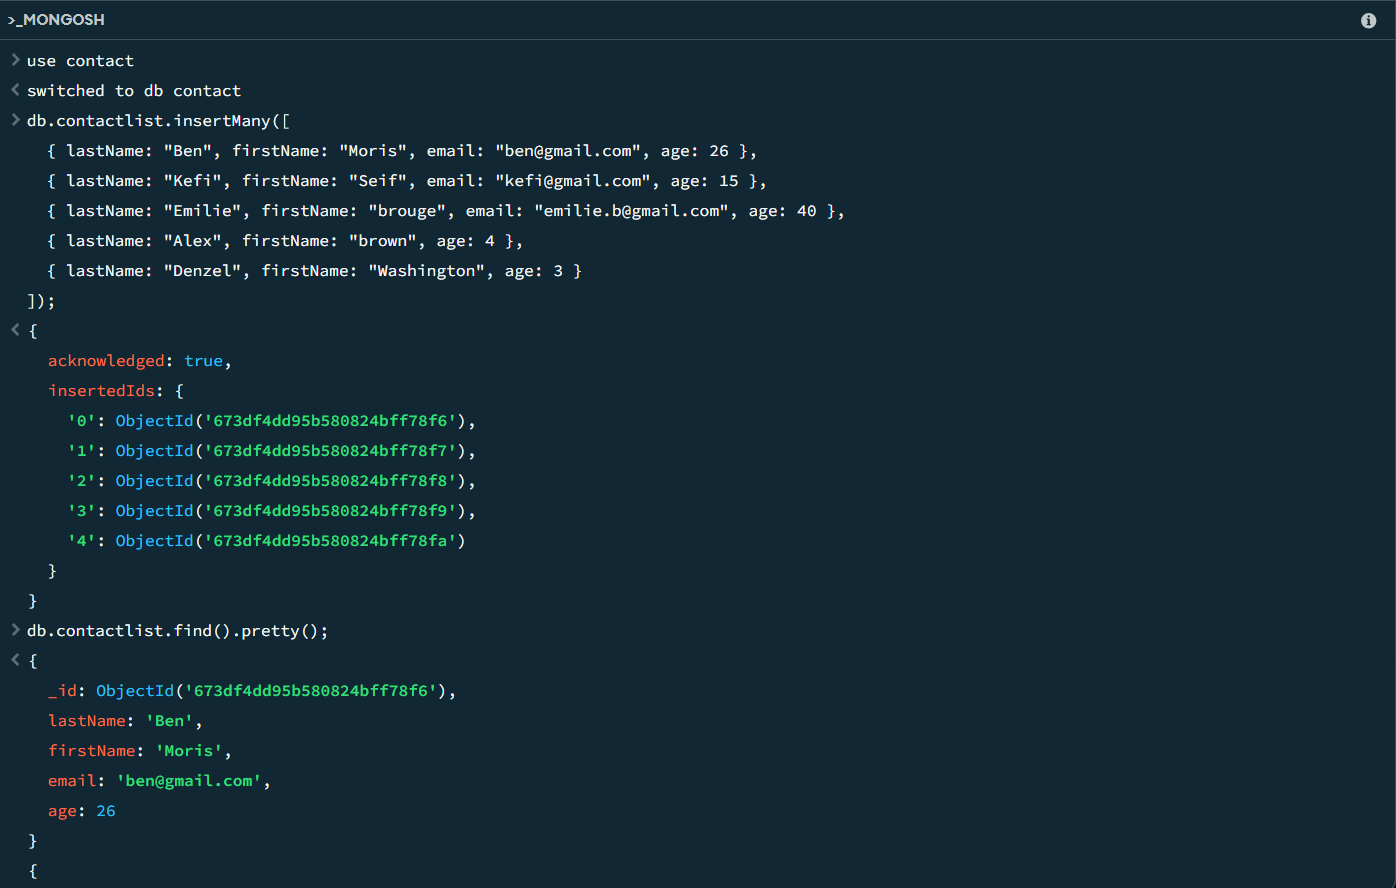 >_MONGOSH
> use contact
< switched to db contact
> db.contactlist.insertMany([
{ lastName: "Ben", firstName: "Moris", email: "ben@gmail.com", age: 26 },
{ lastName: "Kefi", firstName: "Seif", email: "kefi@gmail.com", age: 15 },
{ lastName: "Emilie", firstName: "brouge", email: "emilie.b@gmail.com", age: 40 },
{ lastName: "Alex", firstName: "brown", age: 4 },
{ lastName: "Denzel", firstName: "Washington", age: 3 }
]);
< {
acknowledged: true,
insertedIds: {
'0': ObjectId('673df4dd95b580824bff78f6'),
'1': ObjectId('673df4dd95b580824bff78f7'),
'2': ObjectId('673df4dd95b580824bff78f8'),
'3': ObjectId('673df4dd95b580824bff78f9'),
'4': ObjectId('673df4dd95b580824bff78fa')
}
}
> db.contactlist.find().pretty();
< {
_id: ObjectId('673df4dd95b580824bff78f6'),
lastName: 'Ben',
firstName: 'Moris',
email: 'ben@gmail.com',
age: 26
}
{